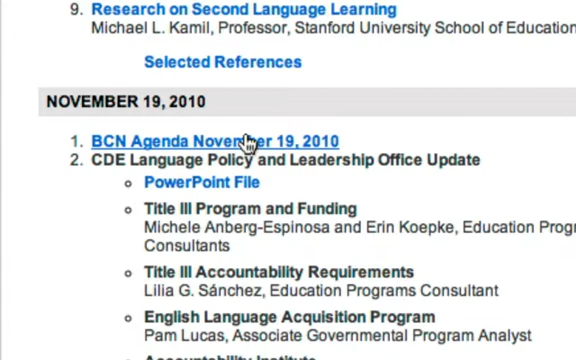 9. Research on Second Language Learning
Michael L. Kamil, Professor, Stanford University School of Education
Selected References
NOVEMBER 19, 2010
1. BCN Agenda November 19, 2010
2. CDE Language Policy and Leadership Office Update
PowerPoint File
Title III Program and Funding
Michele Anberg-Espinosa and Erin Koepke, Education
Consultants
Title III Accountability Requirements
Lilia G. Sánchez, Education Programs Consultant
English Language Acquisition Program
Pam Lucas, Associate Governmental Program Analyst
Accountability Institute